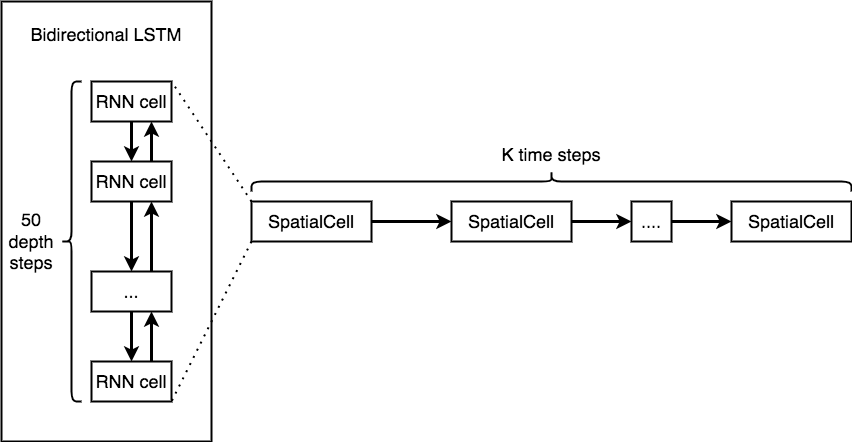 Bidirectional LSTM
RNN cell
RNN cell
...
RNN cell
50
depth
steps
K time steps
SpatialCell
SpatialCell
....
SpatialCell